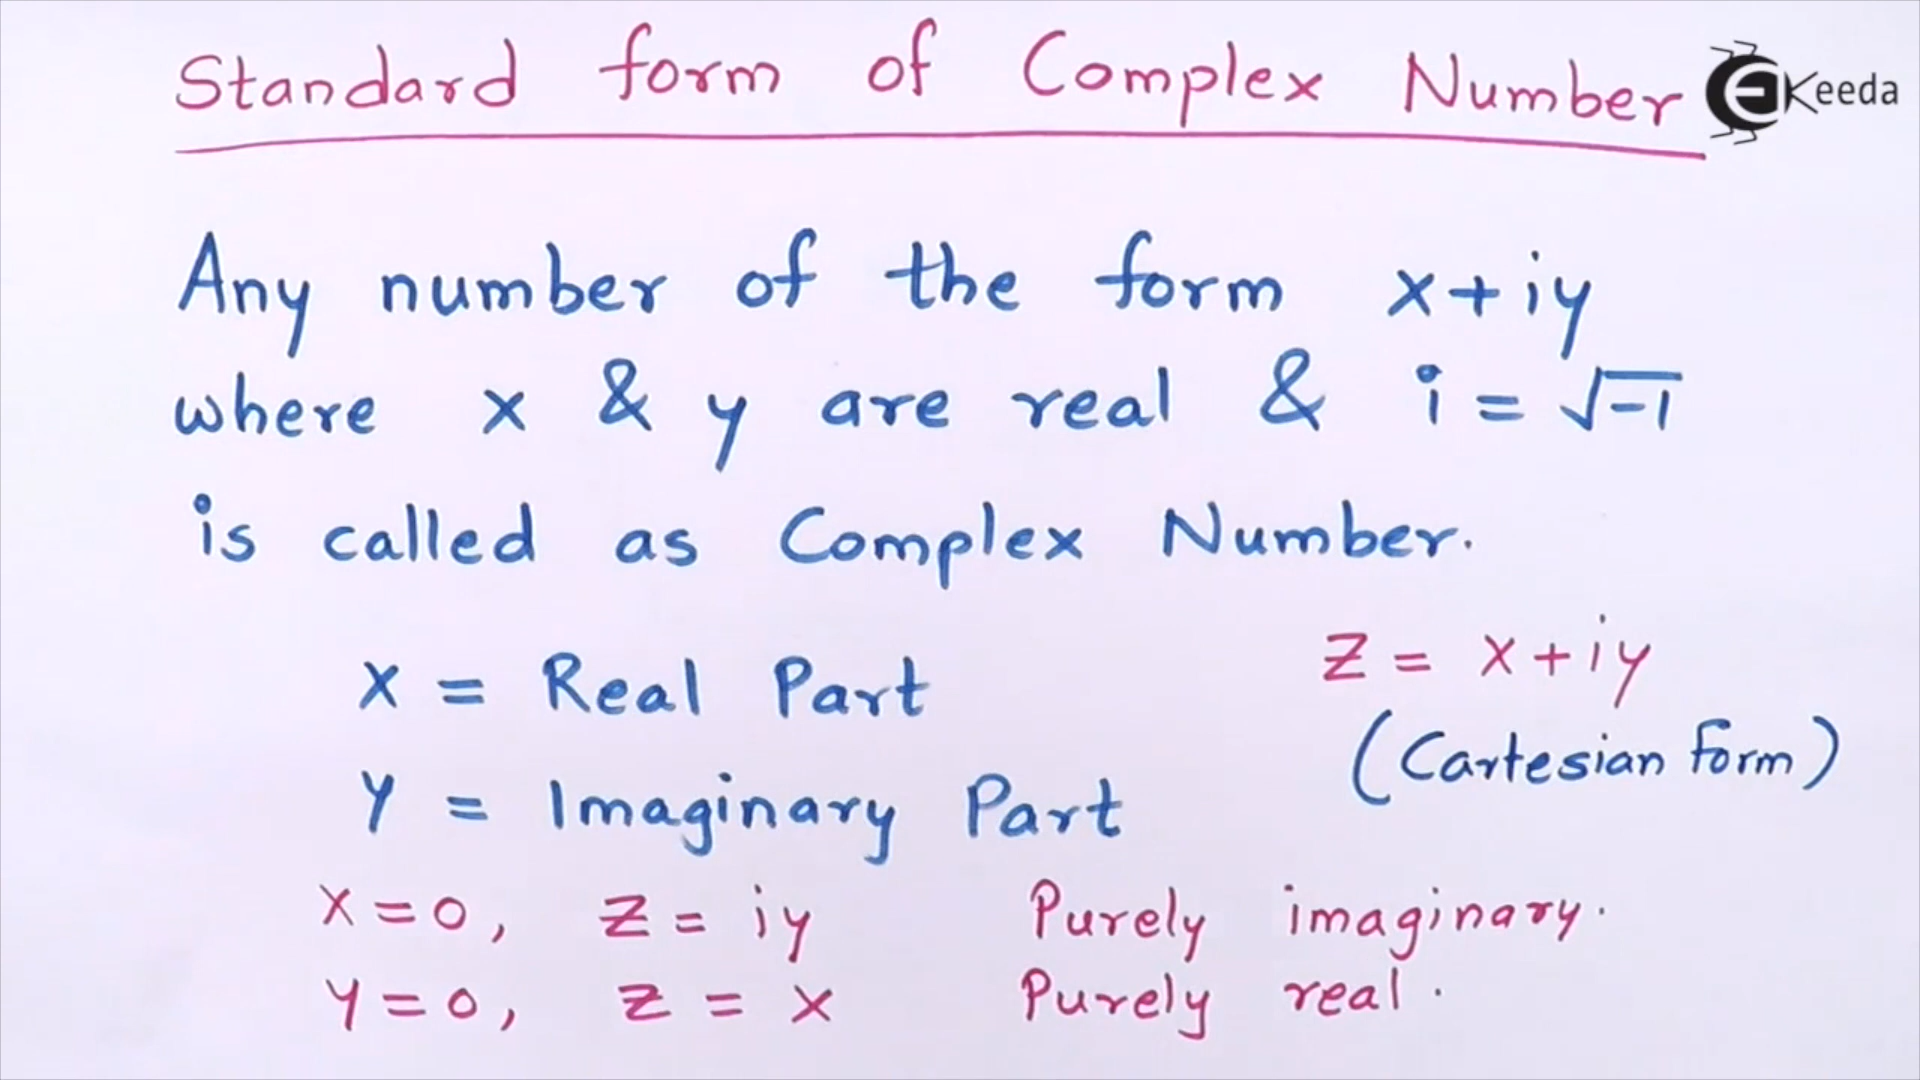 Standard form of Complex Number
EKeeda
Any number of the form x+iy
where x & y are real & i = √-1
is called as Complex Number.
x = Real Part
z = x+iy
(Cartesian Form)
y = Imaginary Part
x=0, z= iy Purely imaginary.
y=0, z = x Purely real.